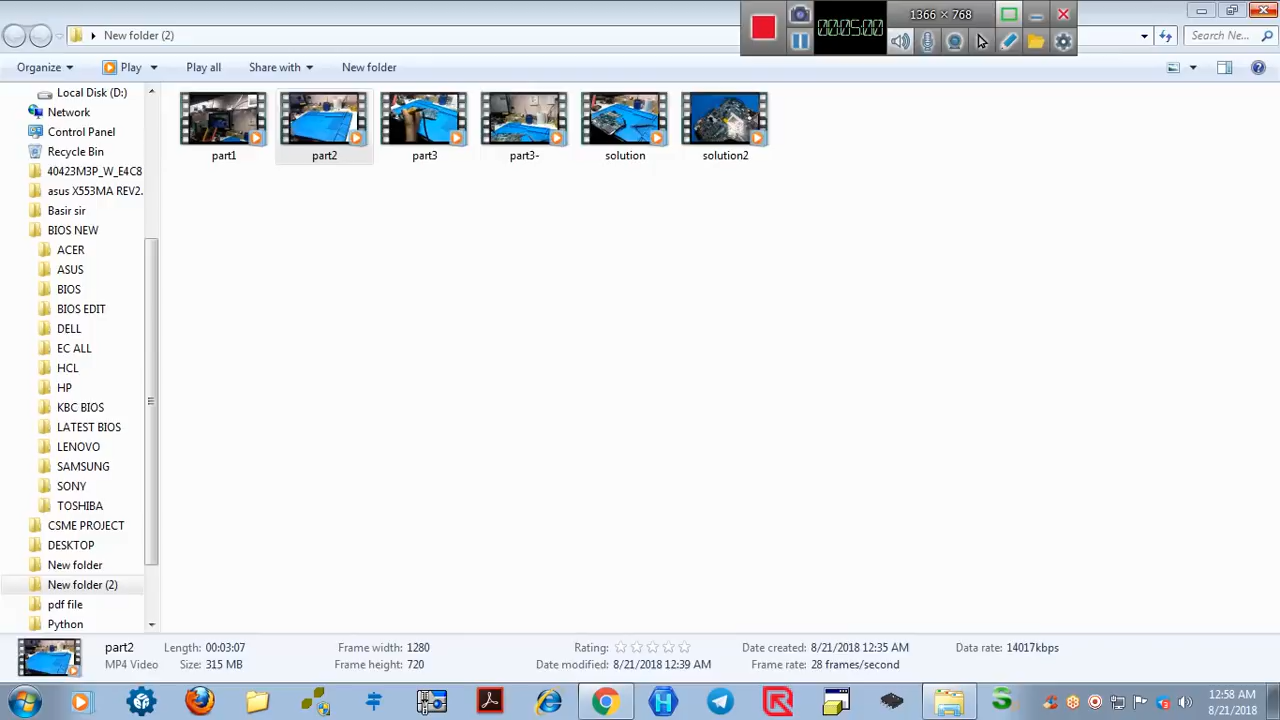 1366 × 768
00:05:00
New folder (2)
Search Ne...
Organize
Play
Play all
Share with
New folder
Local Disk (D:)
Network
Control Panel
Recycle Bin
40423M3P_W_E4C8
asus X553MA REV2.
Basir sir
BIOS NEW
ACER
ASUS
BIOS
BIOS EDIT
DELL
EC ALL
HCL
HP
KBC BIOS
LATEST BIOS
LENOVO
SAMSUNG
SONY
TOSHIBA
CSME PROJECT
DESKTOP
New folder
New folder (2)
pdf file
Python
part1
part2
part3
part3-
solution
solution2
part2
Length: 00:03:07
Frame width: 1280
Rating:
Date created: 8/21/2018 12:35 AM
Data rate: 14017kbps
MP4 Video
Size: 315 MB
Frame height: 720
Date modified: 8/21/2018 12:39 AM
Frame rate: 28 frames/second
12:58 AM
8/21/2018